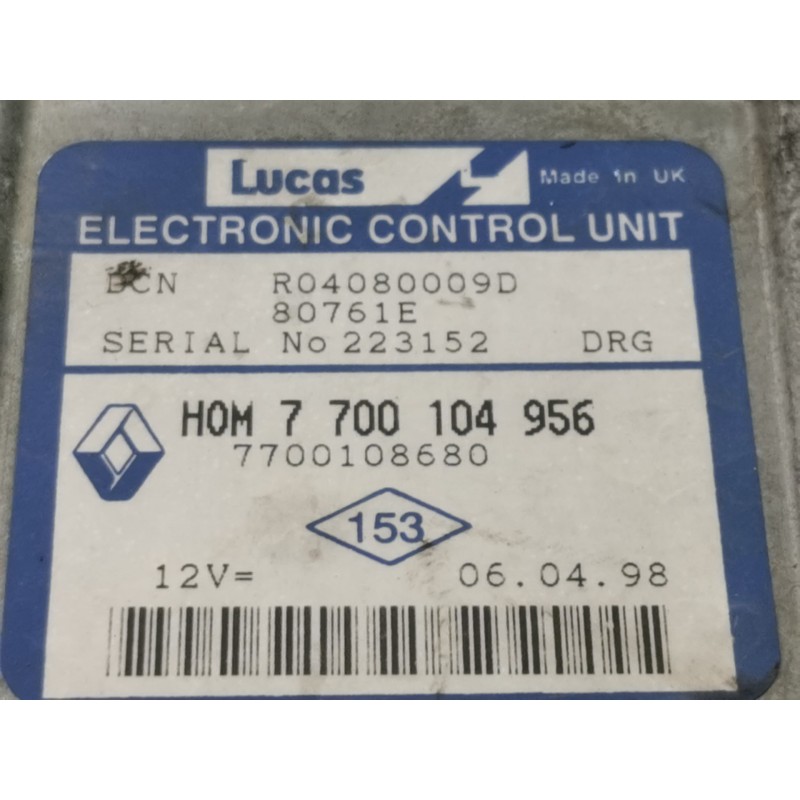 Lucas Made in UK
ELECTRONIC CONTROL UNIT
DCN R04080009D
80761E
SERIAL No 223152 DRG
HOM 7 700 104 956
7700108680
153
12V= 06.04.98